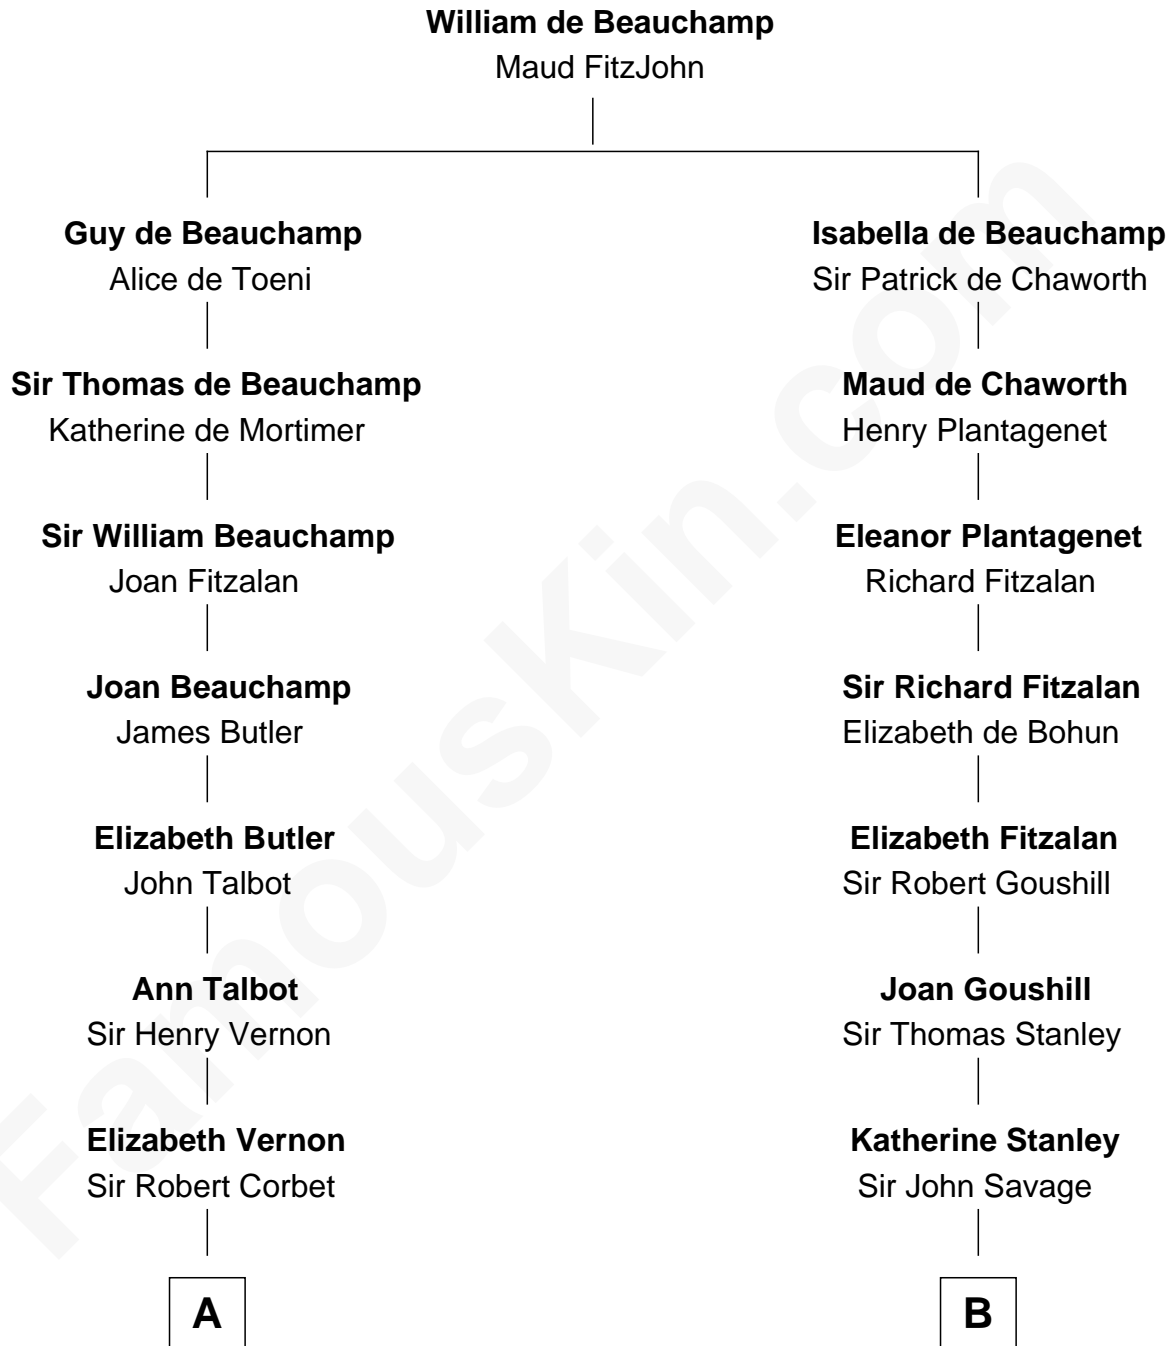 William de Beauchamp
Maud FitzJohn
Guy de Beauchamp
Alice de Toeni
Isabella de Beauchamp
Sir Patrick de Chaworth
Sir Thomas de Beauchamp
Katherine de Mortimer
Maud de Chaworth
Henry Plantagenet
Sir William Beauchamp
Joan Fitzalan
Eleanor Plantagenet
Richard Fitzalan
Joan Beauchamp
James Butler
Sir Richard Fitzalan
Elizabeth de Bohun
Elizabeth Butler
John Talbot
Elizabeth Fitzalan
Sir Robert Goushill
Ann Talbot
Sir Henry Vernon
Joan Goushill
Sir Thomas Stanley
Elizabeth Vernon
Sir Robert Corbet
Katherine Stanley
Sir John Savage
A
B
FamousKin.com